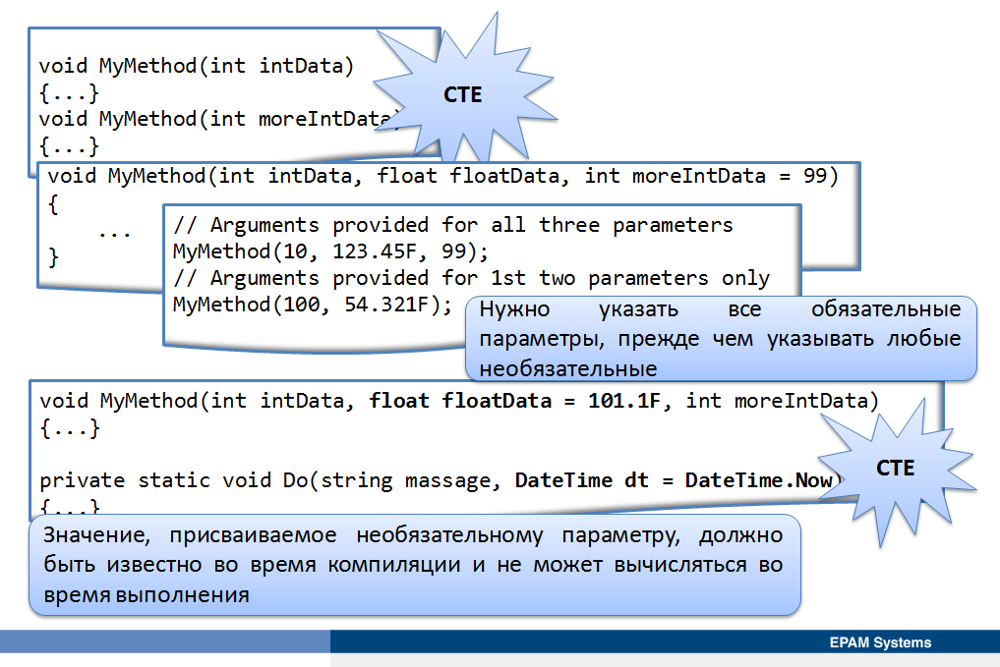 void MyMethod(int intData)
{...}
void MyMethod(int moreIntData)
{...}
CTE
void MyMethod(int intData, float floatData, int moreIntData = 99)
{
...
}
// Arguments provided for all three parameters
MyMethod(10, 123.45F, 99);
// Arguments provided for 1st two parameters only
MyMethod(100, 54.321F);
Нужно указать все обязательные
параметры, прежде чем указывать любые
необязательные
void MyMethod(int intData, float floatData = 101.1F, int moreIntData)
{...}
private static void Do(string massage, DateTime dt = DateTime.Now)
{...}
CTE
Значение, присваиваемое необязательному параметру, должно
быть известно во время компиляции и не может вычисляться во
время выполнения
EPAM Systems